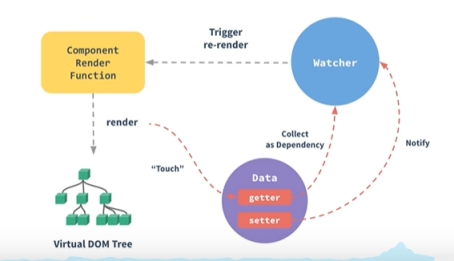 Trigger
re-render
Component
Render
Function
Watcher
render
Collect
as Dependency
Notify
“Touch”
Data
getter
setter
Virtual DOM Tree